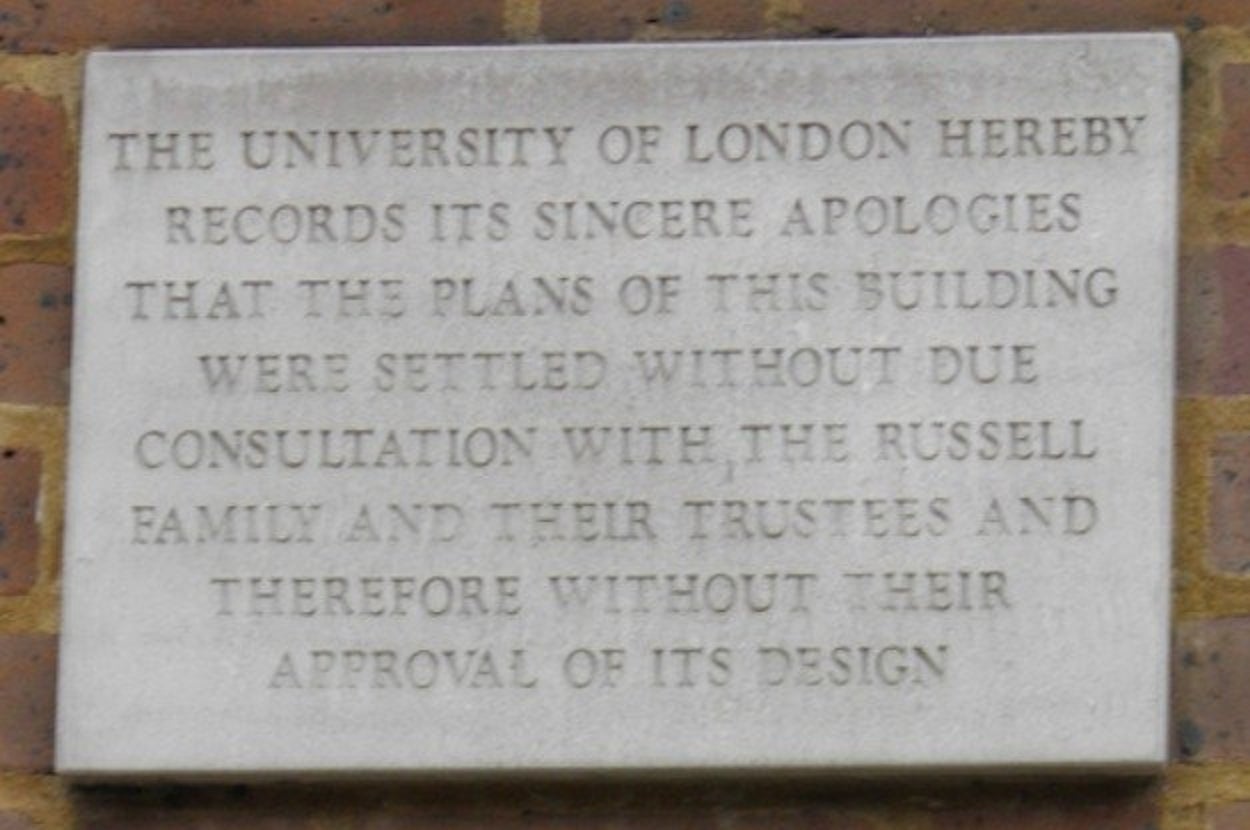 THE UNIVERSITY OF LONDON HEREBY
RECORDS ITS SINCERE APOLOGIES
THAT THE PLANS OF THIS BUILDING
WERE SETTLED WITHOUT DUE
CONSULTATION WITH THE RUSSELL
FAMILY AND THEIR TRUSTEES AND
THEREFORE WITHOUT THEIR
APPROVAL OF ITS DESIGN